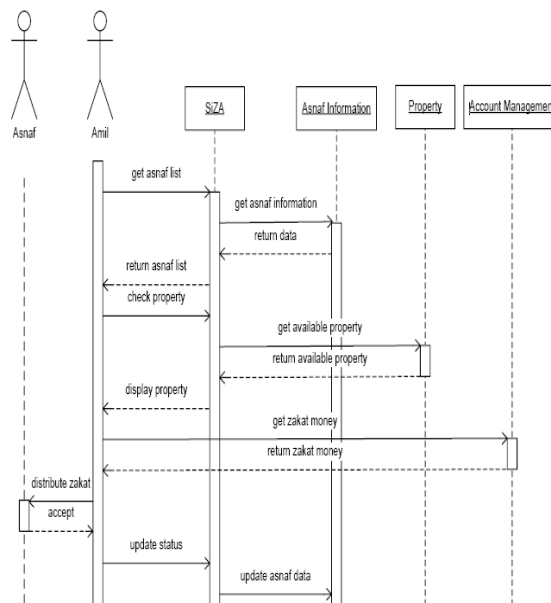 Asnaf
Amil
SiZA
Asnaf Information
Property
Account Management
get asnaf list
get asnaf information
return data
return asnaf list
check property
get available property
return available property
display property
get zakat money
return zakat money
distribute zakat
accept
update status
update asnaf data